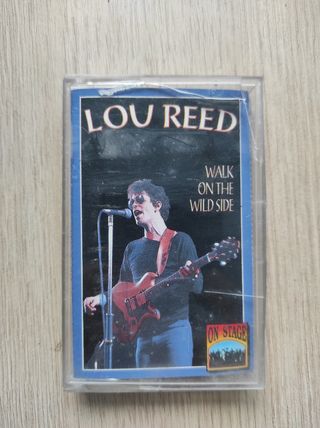 LOU REED
WALK
ON THE
WILD SIDE
ON STAGE